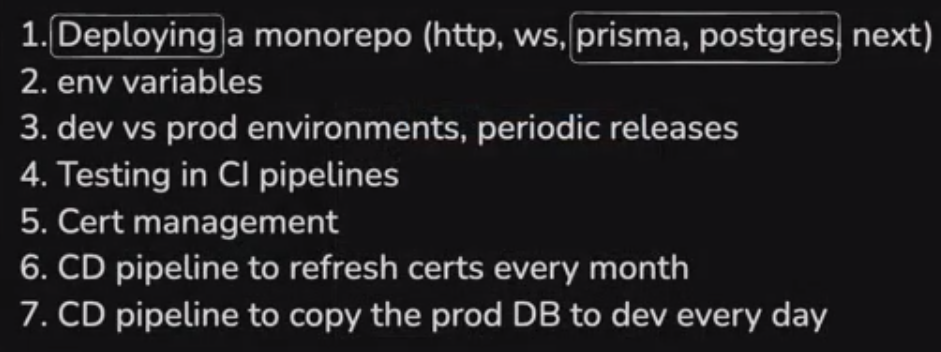 1. Deploying a monorepo (http, ws, prisma, postgres, next)
2. env variables
3. dev vs prod environments, periodic releases
4. Testing in CI pipelines
5. Cert management
6. CD pipeline to refresh certs every month
7. CD pipeline to copy the prod DB to dev every day